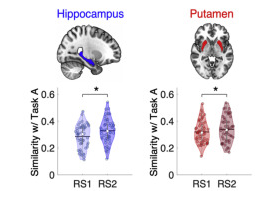 Hippocampus
Putamen
Similarity w/ Task A
0.6
0.4
0.2
0
*
RS1 RS2
Similarity w/ Task A
0.6
0.4
0.2
0
*
RS1 RS2